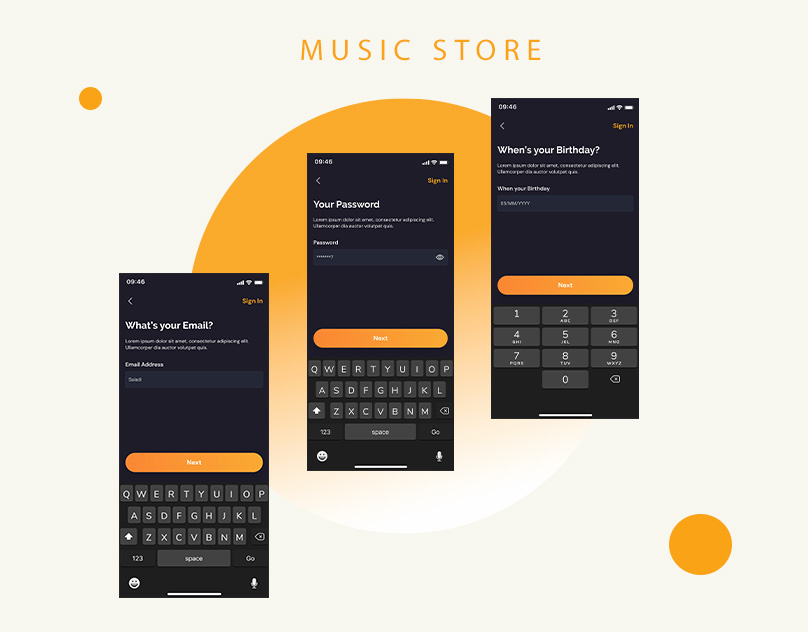 MUSIC STORE
09:46
Sign In
What's your Email?
Lorem ipsum dolor sit amet, consectetur adipiscing elit.
Ullamcorper dia auctor volutpat quis.
Email Address
Saadi
Next
Q W E R T Y U I O P
A S D F G H J K L
Z X C V B N M
123 space Go
09:46
Sign In
Your Password
Lorem ipsum dolor sit amet, consectetur adipiscing elit.
Ullamcorper dia auctor volutpat quis.
Password
Next
Q W E R T Y U I O P
A S D F G H J K L
Z X C V B N M
123 space Go
09:46
Sign In
When's your Birthday?
Lorem ipsum dolor sit amet, consectetur adipiscing elit.
Ullamcorper dia auctor volutpat quis.
When your Birthday
Next
1 2 3
ABC DEF
4 5 6
GHI JKL MNO
7 8 9
PQRS TUV WXYZ
0